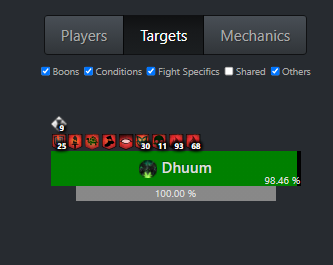 Players Targets Mechanics
Boons Conditions Fight Specifics Shared Others
9
25 30 11 93 68
Dhuum
98.46 %
100.00 %